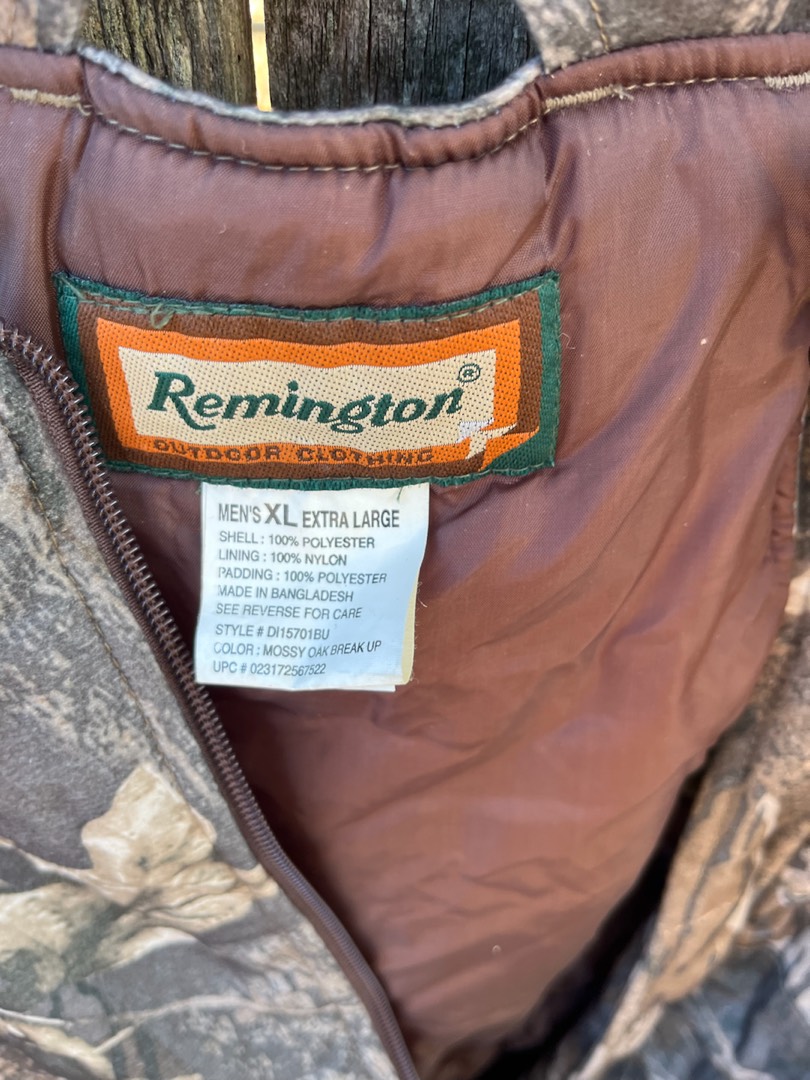 Remington®
OUTDOOR CLOTHING
MEN'S XL EXTRA LARGE
SHELL : 100% POLYESTER
LINING : 100% NYLON
PADDING : 100% POLYESTER
MADE IN BANGLADESH
SEE REVERSE FOR CARE
STYLE # DI15701BU
COLOR : MOSSY OAK BREAK UP
UPC # 023172567522